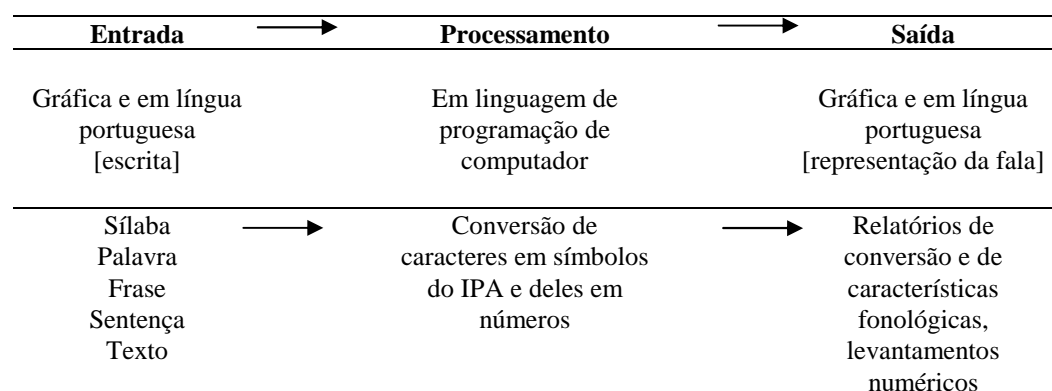 Entrada
Processamento
Saída
Gráfica e em língua
portuguesa
[escrita]
Em linguagem de
programação de
computador
Gráfica e em língua
portuguesa
[representação da fala]
Sílaba
Palavra
Frase
Sentença
Texto
Conversão de
caracteres em símbolos
do IPA e deles em
números
Relatórios de
conversão e de
características
fonológicas,
levantamentos
numéricos